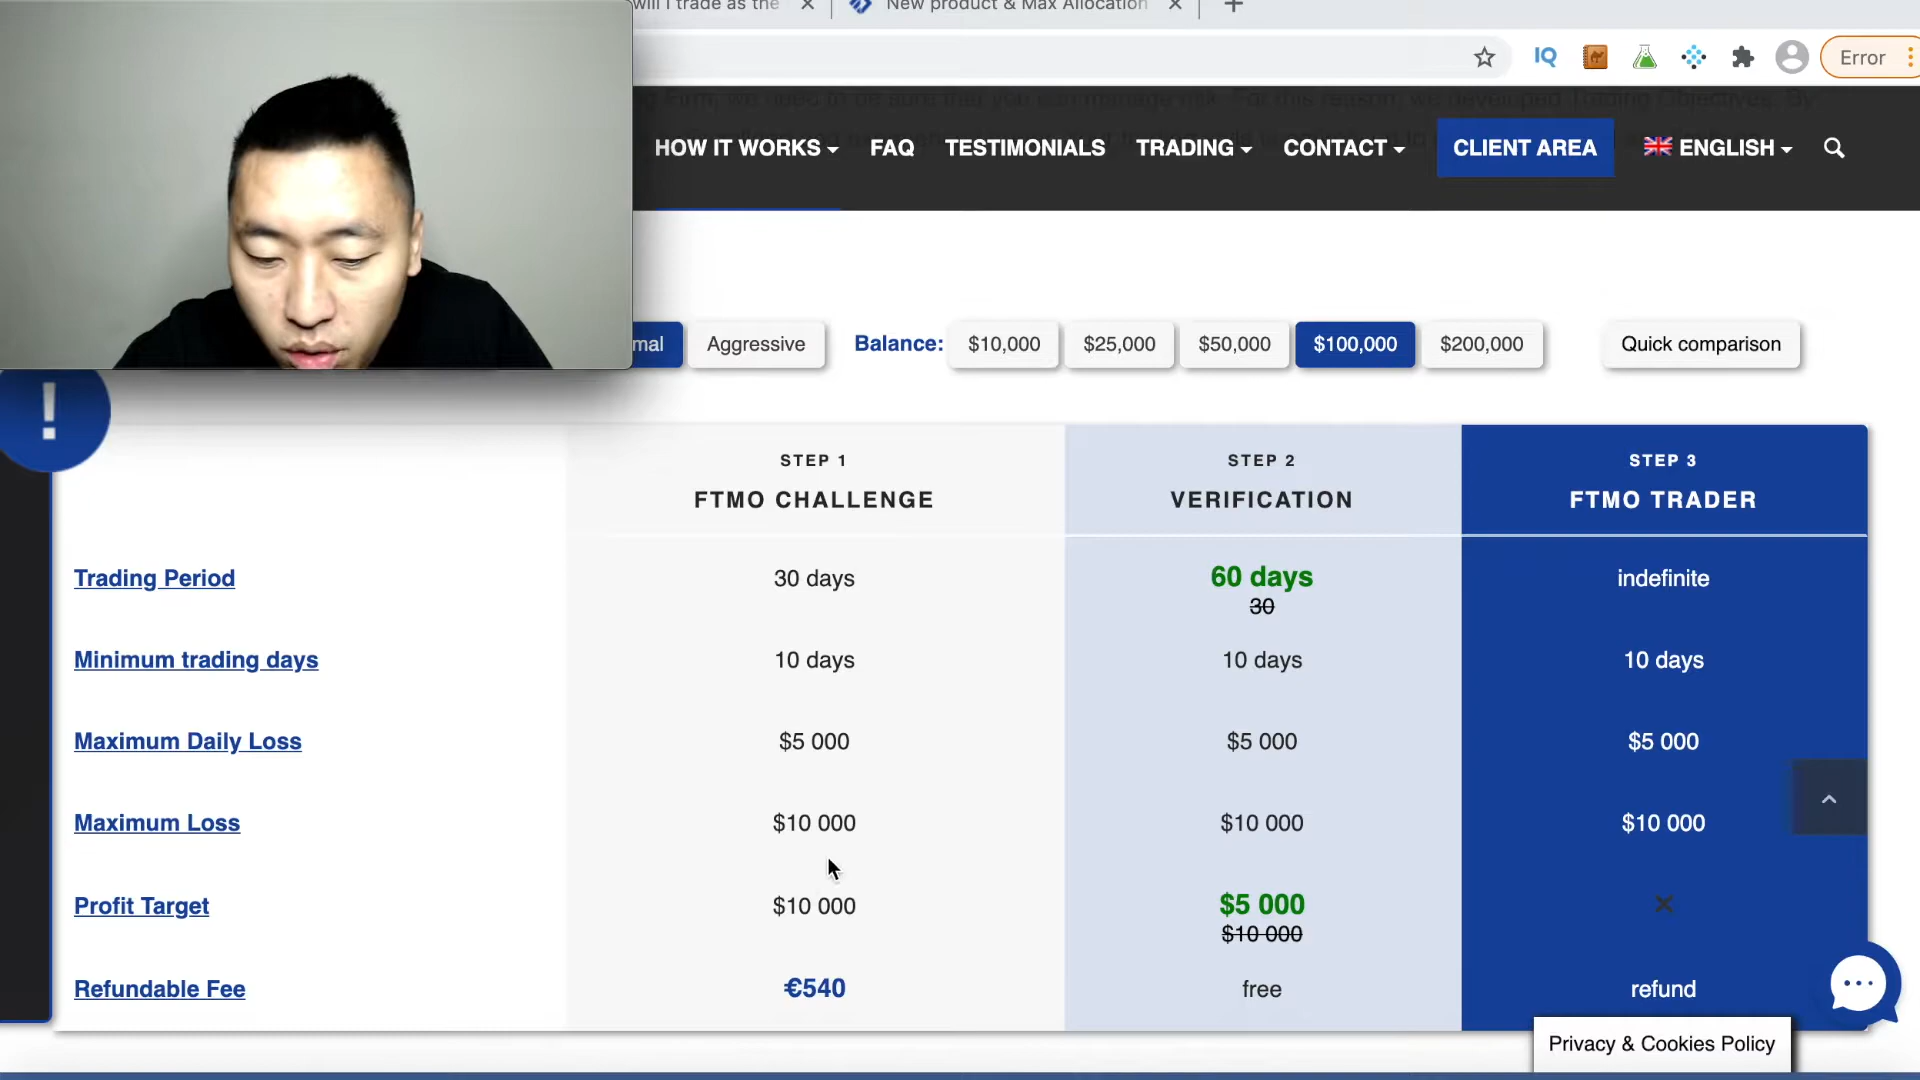 will I trade as the
New product & Max Allocation
IQ
Error
HOW IT WORKS
FAQ
TESTIMONIALS
TRADING
CONTACT
CLIENT AREA
ENGLISH
mal
Aggressive
Balance:
$10,000
$25,000
$50,000
$100,000
$200,000
Quick comparison
!
STEP 1
FTMO CHALLENGE
STEP 2
VERIFICATION
STEP 3
FTMO TRADER
Trading Period
30 days
60 days
30
indefinite
Minimum trading days
10 days
10 days
10 days
Maximum Daily Loss
$5 000
$5 000
$5 000
Maximum Loss
$10 000
$10 000
$10 000
Profit Target
$10 000
$5 000
$10 000
Refundable Fee
€540
free
refund
Privacy & Cookies Policy